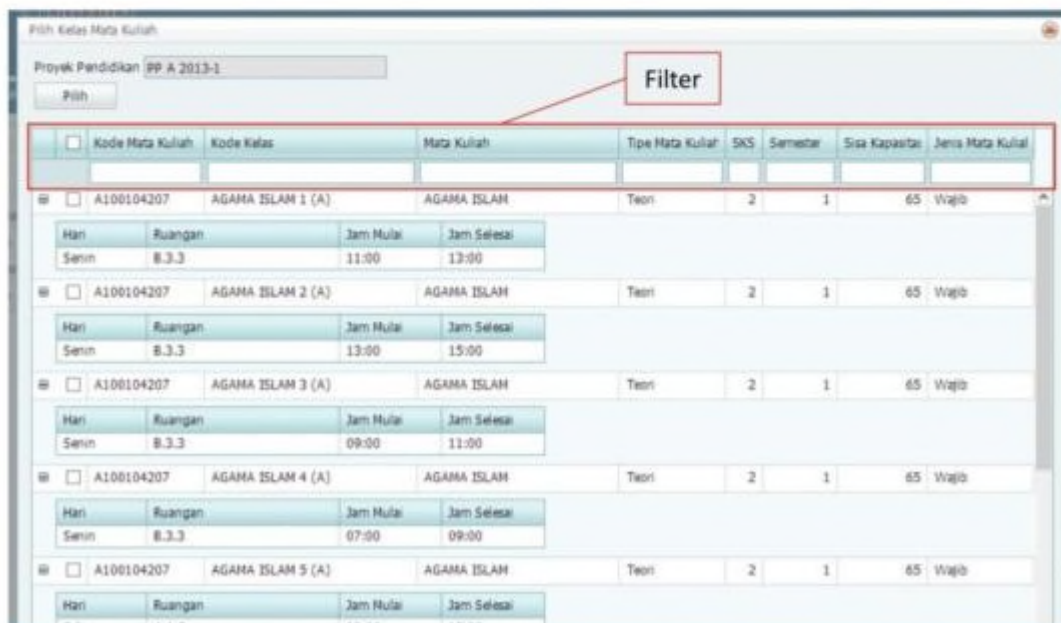 Pilih Kelas Mata Kuliah
Proyek Pendidikan PP A 2013-1
Pilih
Filter
Kode Mata Kuliah Kode Kelas Mata Kuliah Tipe Mata Kuliah SKS Semester Sisa Kapasitas Jenis Mata Kuliah
A100104207 AGAMA ISLAM 1 (A) AGAMA ISLAM Teori 2 1 65 Wajib
Hari Ruangan Jam Mulai Jam Selesai
Senin B.3.3 11:00 13:00
A100104207 AGAMA ISLAM 2 (A) AGAMA ISLAM Teori 2 1 65 Wajib
Hari Ruangan Jam Mulai Jam Selesai
Senin B.3.3 13:00 15:00
A100104207 AGAMA ISLAM 3 (A) AGAMA ISLAM Teori 2 1 65 Wajib
Hari Ruangan Jam Mulai Jam Selesai
Senin B.3.3 09:00 11:00
A100104207 AGAMA ISLAM 4 (A) AGAMA ISLAM Teori 2 1 65 Wajib
Hari Ruangan Jam Mulai Jam Selesai
Senin B.3.3 07:00 09:00
A100104207 AGAMA ISLAM 5 (A) AGAMA ISLAM Teori 2 1 65 Wajib
Hari Ruangan Jam Mulai Jam Selesai